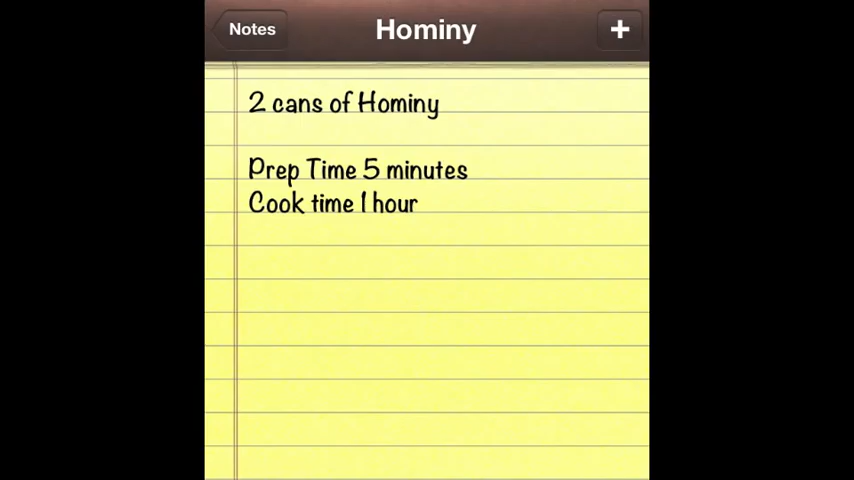 Notes
Hominy
+
2 cans of Hominy
Prep Time 5 minutes
Cook time 1 hour